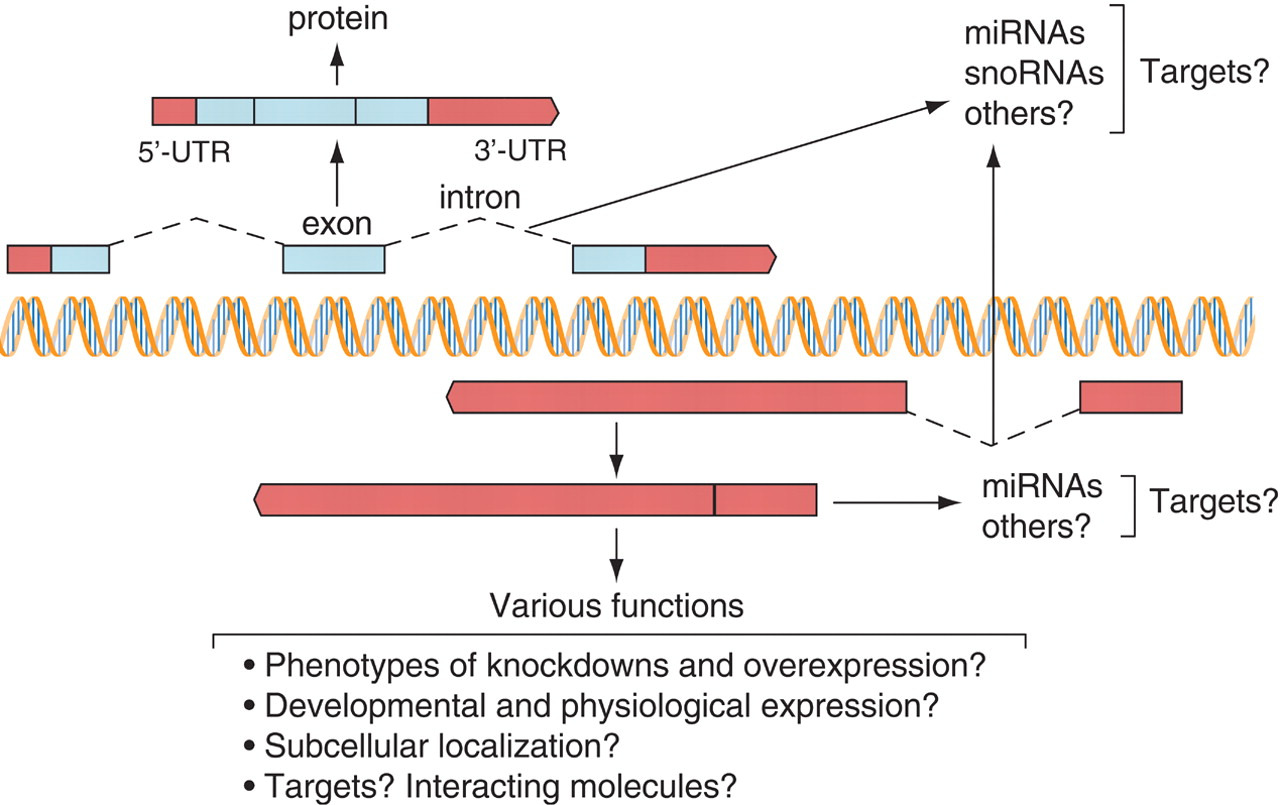 protein
miRNAs
snoRNAs
others?
Targets?
5’-UTR
3’-UTR
intron
exon
miRNAs
others?
Targets?
Various functions
• Phenotypes of knockdowns and overexpression?
• Developmental and physiological expression?
• Subcellular localization?
• Targets? Interacting molecules?